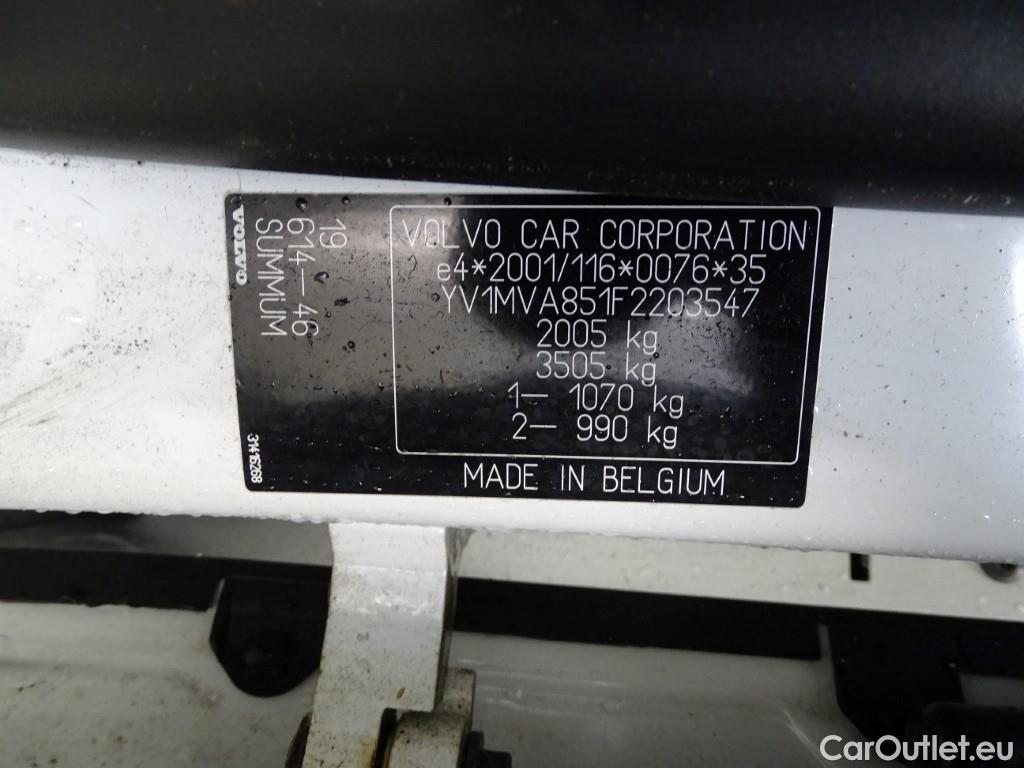 VOLVO
19
614—46
SUMMUM
31415268
VOLVO CAR CORPORATION
e4*2001/116*0076*35
YV1MVA851F2203547
2005 kg
3505 kg
1— 1070 kg
2— 990 kg
MADE IN BELGIUM
CarOutlet.eu